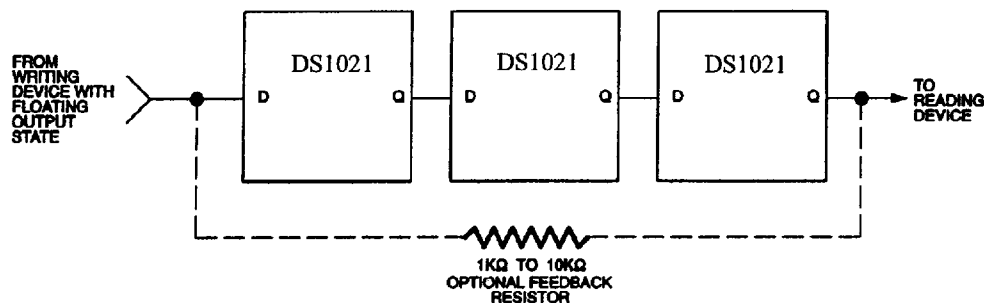 FROM
WRITING
DEVICE WITH
FLOATING
OUTPUT
STATE
DS1021
D
Q
DS1021
D
Q
DS1021
D
Q
TO
READING
DEVICE
1KΩ TO 10KΩ
OPTIONAL FEEDBACK
RESISTOR